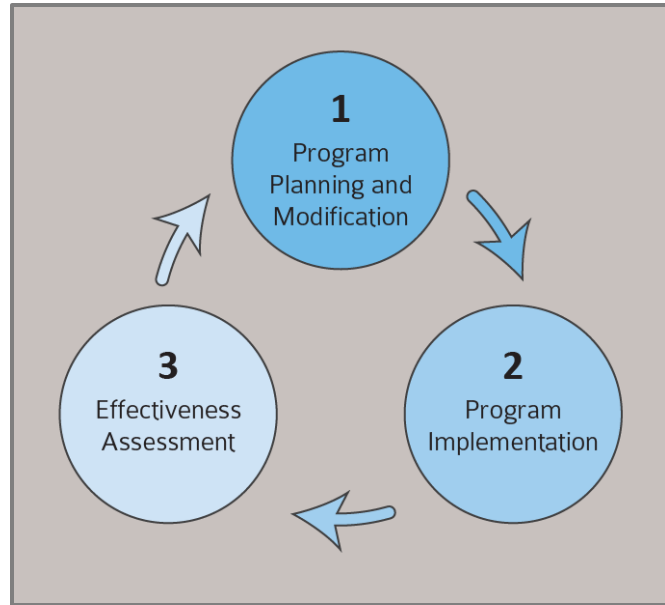 1
Program
Planning and
Modification
2
Program
Implementation
3
Effectiveness
Assessment